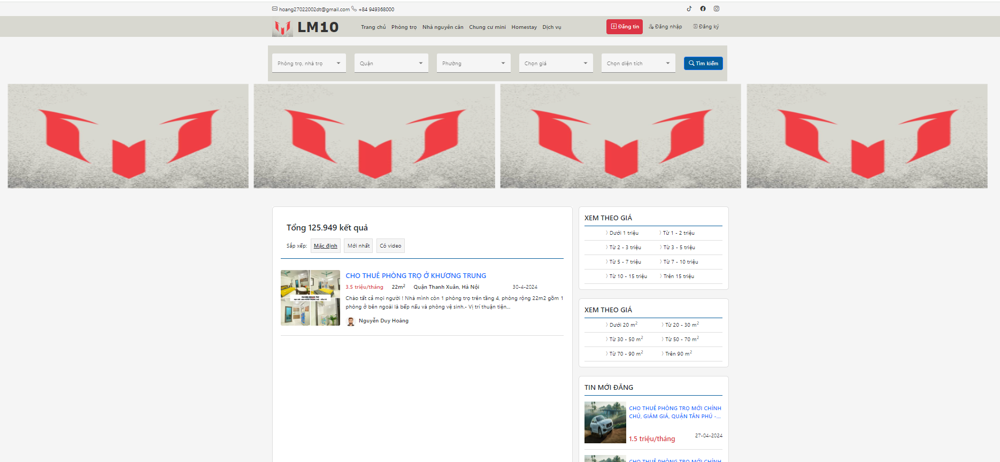 hoang27022002dt@gmail.com +84 949368000
LM10 Trang chủ Phòng trọ Nhà nguyên căn Chung cư mini Homestay Dịch vụ Đăng tin Đăng nhập Đăng ký
Phòng trọ, nhà trọ Quận Phường Chọn giá Chọn diện tích Tìm kiếm
Tổng 125.949 kết quả
Sắp xếp: Mặc định Mới nhất Có video
CHO THUÊ PHÒNG TRỌ Ở KHƯƠNG TRUNG
3.5 triệu/tháng 22m² Quận Thanh Xuân, Hà Nội 30-4-2024
Chào tất cả mọi người ! Nhà mình còn 1 phòng trọ trên tầng 4, phòng rộng 22m2 gồm 1
phòng ở bên ngoài là bếp nấu và phòng vệ sinh.- Vị trí thuận tiện...
Nguyễn Duy Hoàng
XEM THEO GIÁ
Dưới 1 triệu Từ 1 - 2 triệu
Từ 2 - 3 triệu Từ 3 - 5 triệu
Từ 5 - 7 triệu Từ 7 - 10 triệu
Từ 10 - 15 triệu Trên 15 triệu
XEM THEO GIÁ
Dưới 20 m² Từ 20 - 30 m²
Từ 30 - 50 m² Từ 50 - 70 m²
Từ 70 - 90 m² Trên 90 m²
TIN MỚI ĐĂNG
CHO THUÊ PHÒNG TRỌ MỚI CHÍNH
CHỦ, GIẢM GIÁ, QUẬN TÂN PHÚ -...
1.5 triệu/tháng 27-04-2024
CHO THUÊ PHÒNG TRỌ MỚI CHÍNH